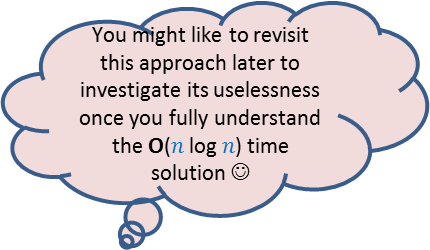 You might like to revisit
this approach later to
investigate its uselessness
once you fully understand
the O(𝑛 log 𝑛) time
solution ☺